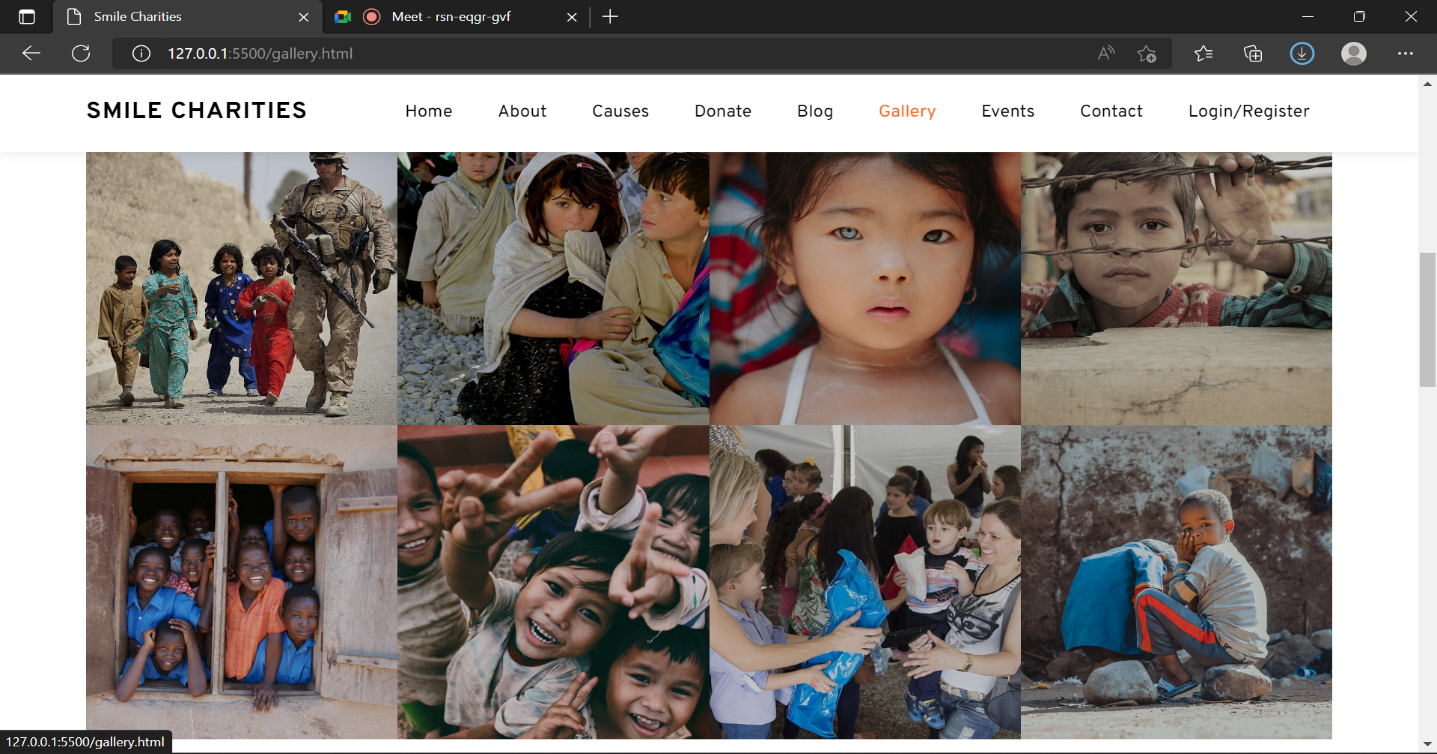 Smile Charities
Meet - rsn-eqgr-gvf
127.0.0.1:5500/gallery.html
SMILE CHARITIES
Home
About
Causes
Donate
Blog
Gallery
Events
Contact
Login/Register
127.0.0.1:5500/gallery.html